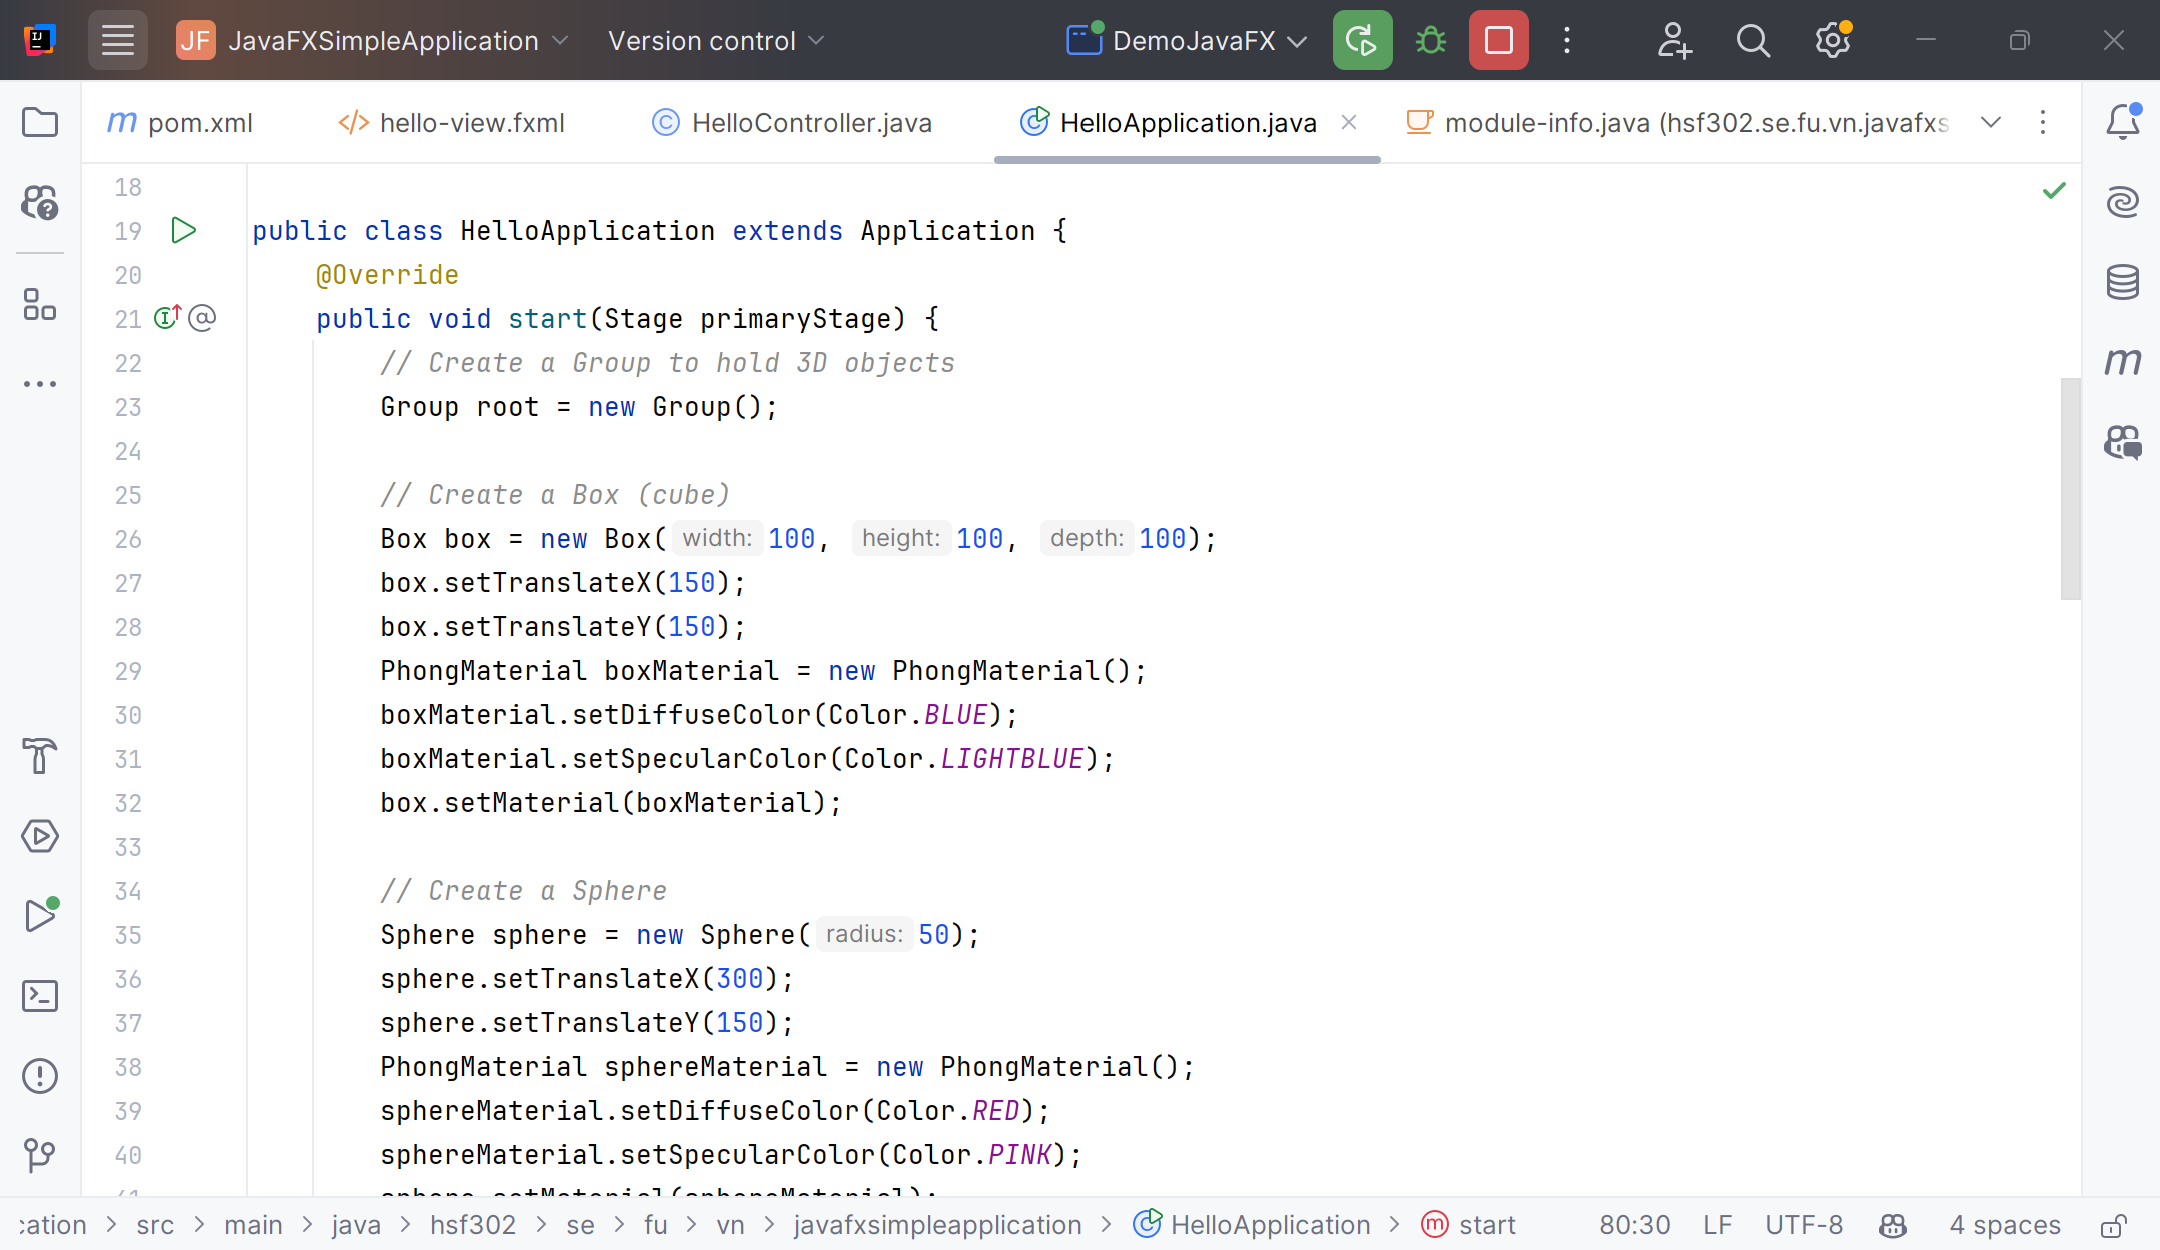 JF JavaFXSimpleApplication Version control DemoJavaFX
m pom.xml </> hello-view.fxml HelloController.java HelloApplication.java module-info.java (hsf302.se.fu.vn.javafxs
18
19 public class HelloApplication extends Application {
20 @Override
21 public void start(Stage primaryStage) {
22 // Create a Group to hold 3D objects
23 Group root = new Group();
24
25 // Create a Box (cube)
26 Box box = new Box( width: 100, height: 100, depth: 100);
27 box.setTranslateX(150);
28 box.setTranslateY(150);
29 PhongMaterial boxMaterial = new PhongMaterial();
30 boxMaterial.setDiffuseColor(Color.BLUE);
31 boxMaterial.setSpecularColor(Color.LIGHTBLUE);
32 box.setMaterial(boxMaterial);
33
34 // Create a Sphere
35 Sphere sphere = new Sphere( radius: 50);
36 sphere.setTranslateX(300);
37 sphere.setTranslateY(150);
38 PhongMaterial sphereMaterial = new PhongMaterial();
39 sphereMaterial.setDiffuseColor(Color.RED);
40 sphereMaterial.setSpecularColor(Color.PINK);
41 sphere.setMaterial(sphereMaterial);
cation > src > main > java > hsf302 > se > fu > vn > javafxsimpleapplication > HelloApplication > start 80:30 LF UTF-8 4 spaces